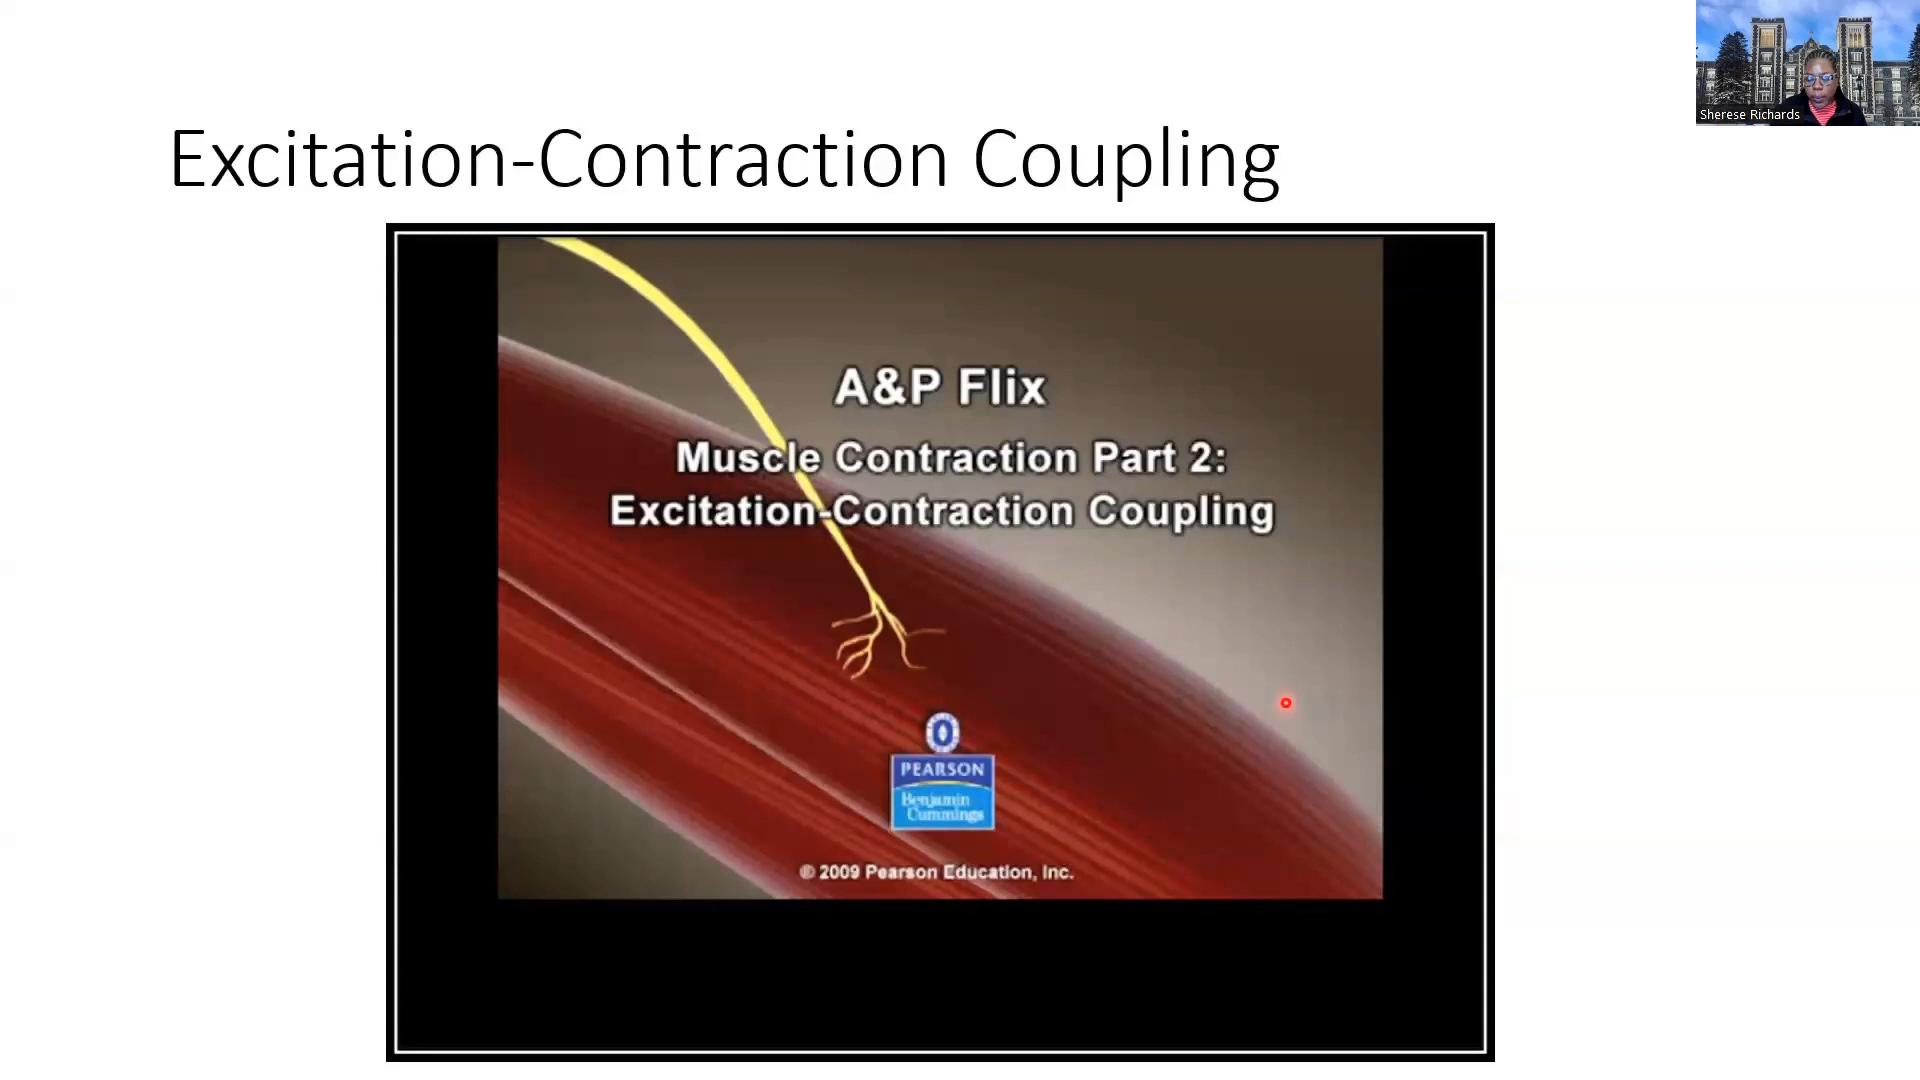 Sherese Richards
Excitation-Contraction Coupling
A&P Flix
Muscle Contraction Part 2:
Excitation-Contraction Coupling
PEARSON
Benjamin
Cummings
© 2009 Pearson Education, Inc.